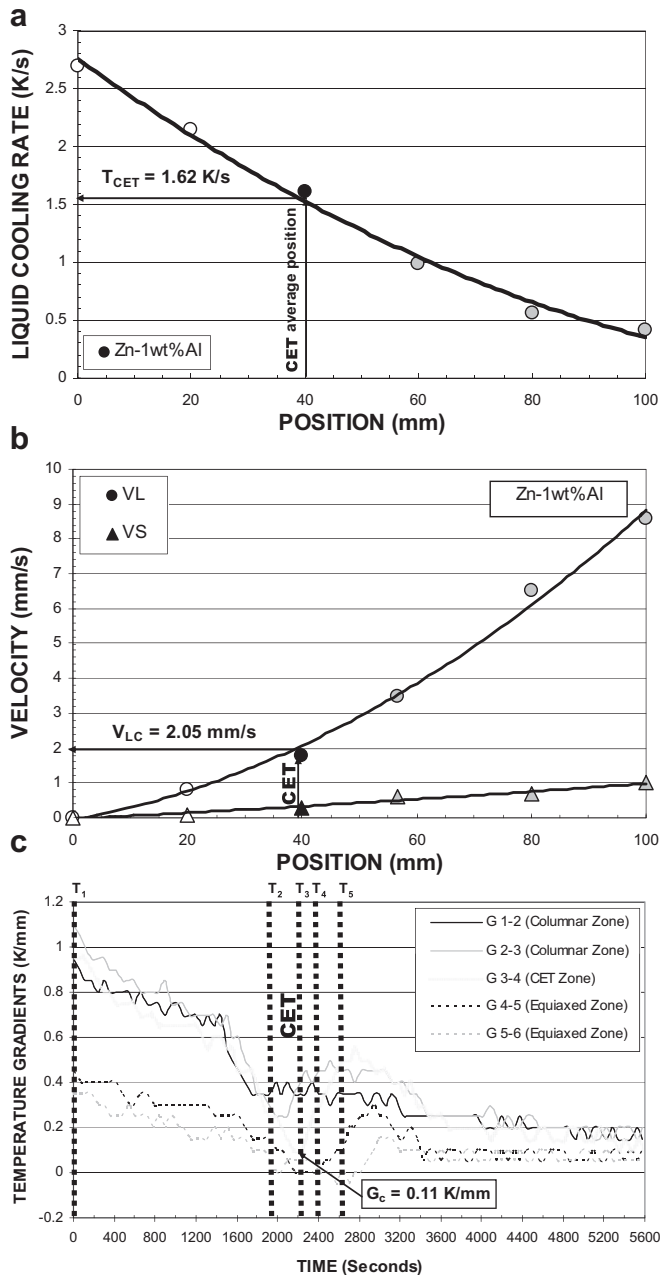 a
3
2.5
2
1.5
1
0.5
0
0 20 40 60 80 100
LIQUID COOLING RATE (K/s)
POSITION (mm)
T_CET = 1.62 K/s
CET average position
Zn-1wt%Al
b
10
9
8
7
6
5
4
3
2
1
0
0 20 40 60 80 100
VELOCITY (mm/s)
POSITION (mm)
VL
VS
Zn-1wt%Al
V_LC = 2.05 mm/s
CET
c
T_1 T_2 T_3 T_4 T_5
1.2
1
0.8
0.6
0.4
0.2
0
-0.2
TEMPERATURE GRADIENTS (K/mm)
CET
G 1-2 (Columnar Zone)
G 2-3 (Columnar Zone)
G 3-4 (CET Zone)
G 4-5 (Equiaxed Zone)
G 5-6 (Equiaxed Zone)
G_c = 0.11 K/mm
0 400 800 1200 1600 2000 2400 2800 3200 3600 4000 4400 4800 5200 5600
TIME (Seconds)